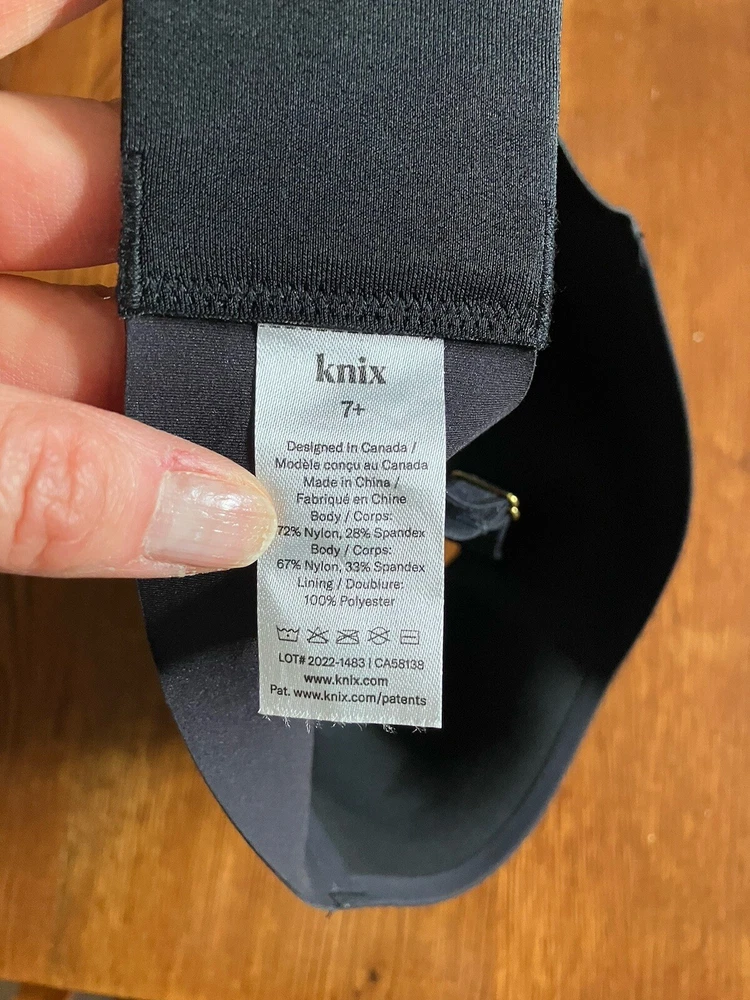 knix
7+
Designed in Canada /
Modèle conçu au Canada
Made in China /
Fabriqué en Chine
Body / Corps:
72% Nylon, 28% Spandex
Body / Corps:
67% Nylon, 33% Spandex
Lining / Doublure:
100% Polyester
LOT# 2022-1483 | CA58138
www.knix.com
Pat. www.knix.com/patents